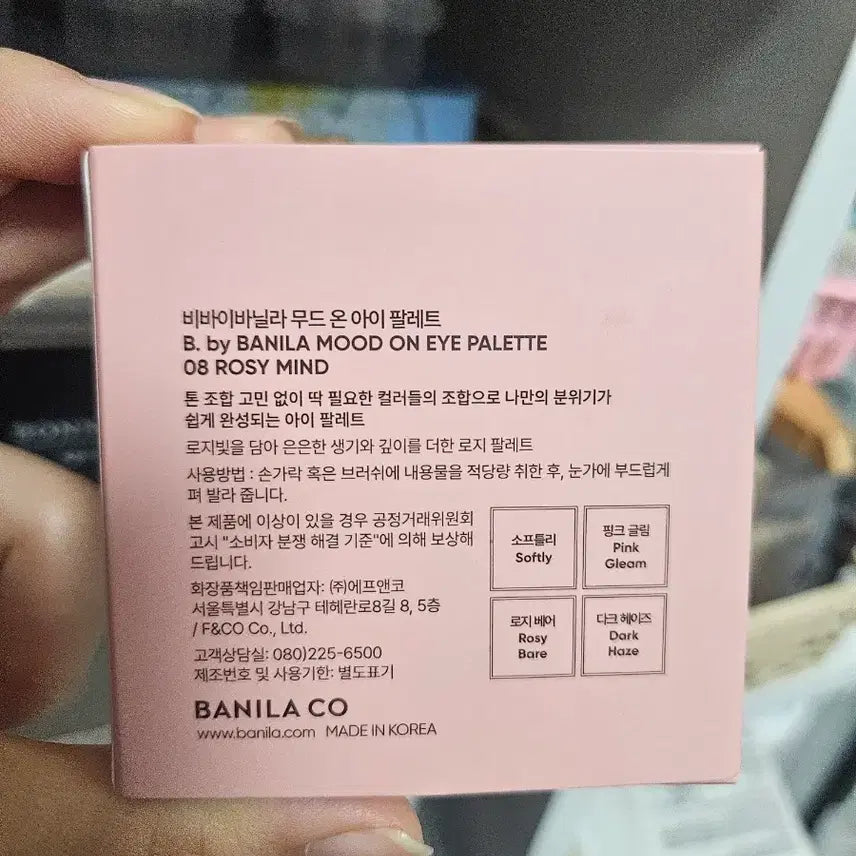 비바이바닐라 무드 온 아이 팔레트
B. by BANILA MOOD ON EYE PALETTE
08 ROSY MIND
톤 조합 고민 없이 딱 필요한 컬러들의 조합으로 나만의 분위기가
쉽게 완성되는 아이 팔레트
로지빛을 담아 은은한 생기와 깊이를 더한 로지 팔레트
사용방법 : 손가락 혹은 브러쉬에 내용물을 적당량 취한 후, 눈가에 부드럽게
펴 발라 줍니다.
본 제품에 이상이 있을 경우 공정거래위원회
고시 "소비자 분쟁 해결 기준"에 의해 보상해
드립니다.
화장품책임판매업자: (주)에프앤코
서울특별시 강남구 테헤란로8길 8, 5층
/ F&CO Co., Ltd.
고객상담실: 080)225-6500
제조번호 및 사용기한: 별도표기
소프틀리
Softly
핑크 글림
Pink
Gleam
로지 베어
Rosy
Bare
다크 헤이즈
Dark
Haze
BANILA CO
www.banila.com MADE IN KOREA